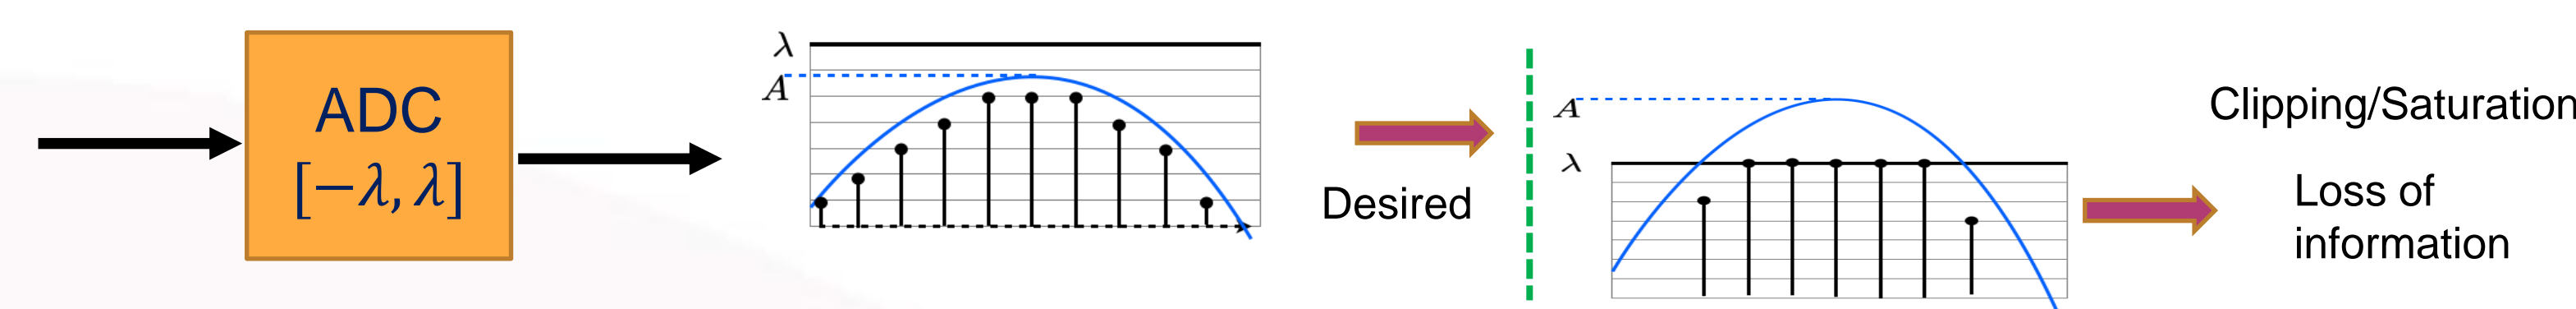 ADC
[−λ, λ]
λ
A
Desired
A
λ
Clipping/Saturation
Loss of
information